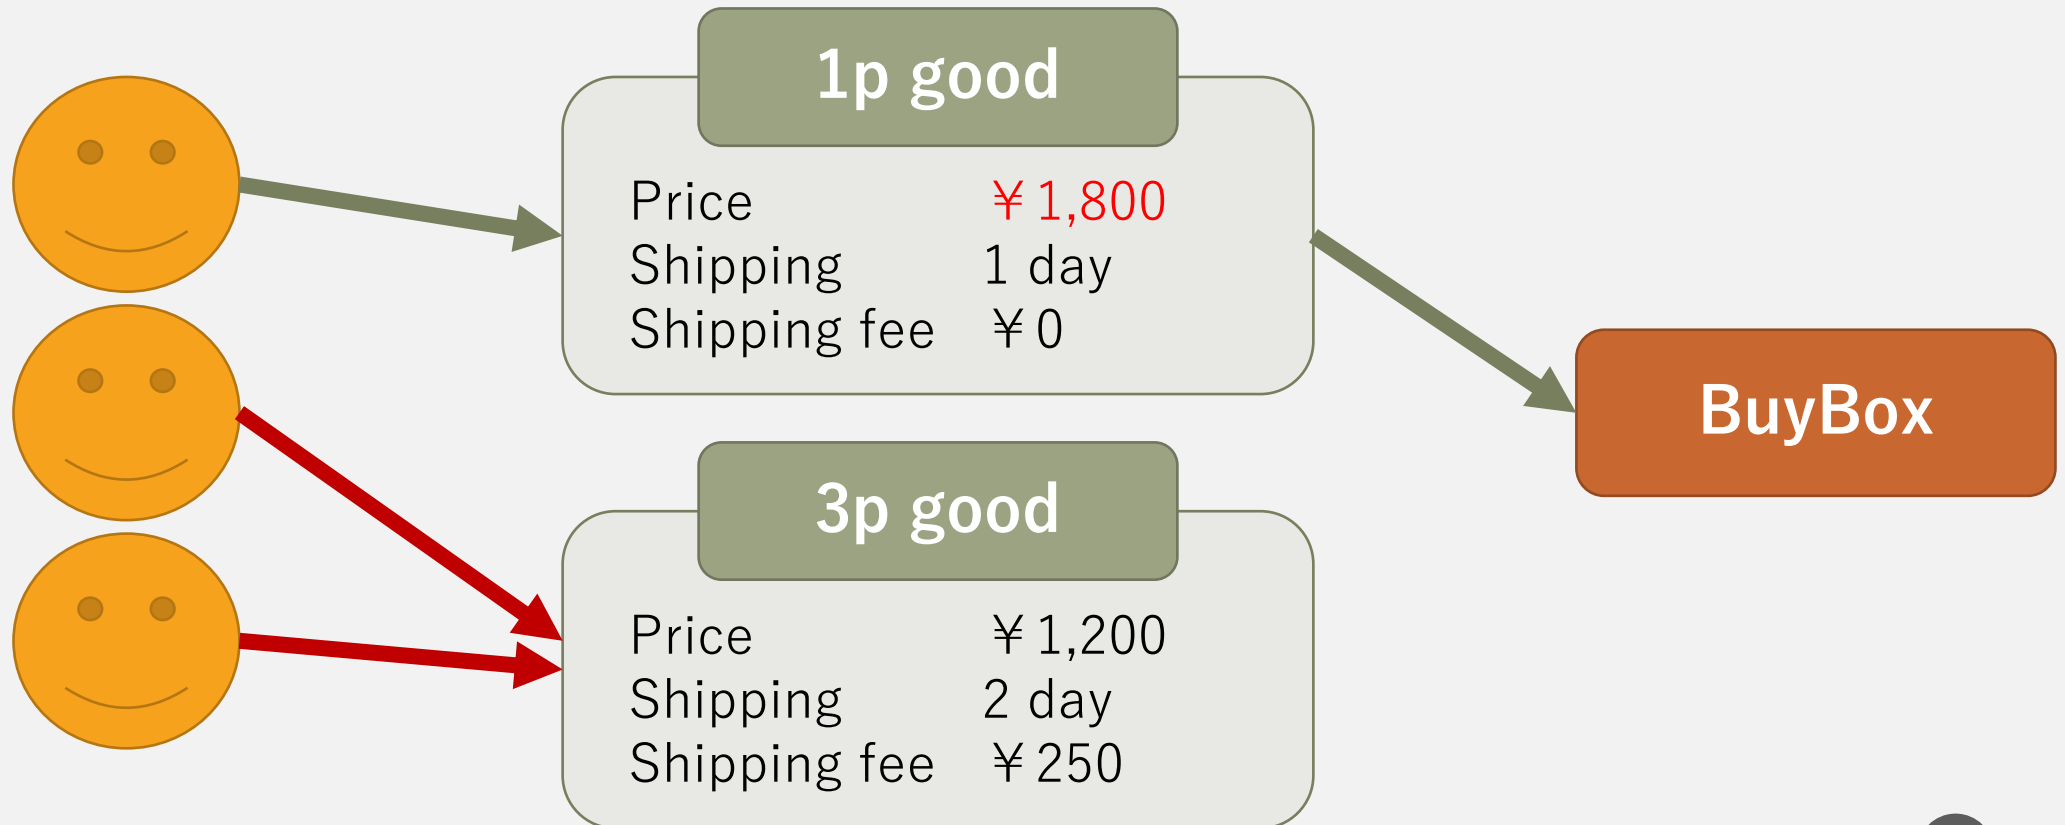 1p good
Price ￥1,800
Shipping 1 day
Shipping fee ￥0
BuyBox
3p good
Price ￥1,200
Shipping 2 day
Shipping fee ￥250